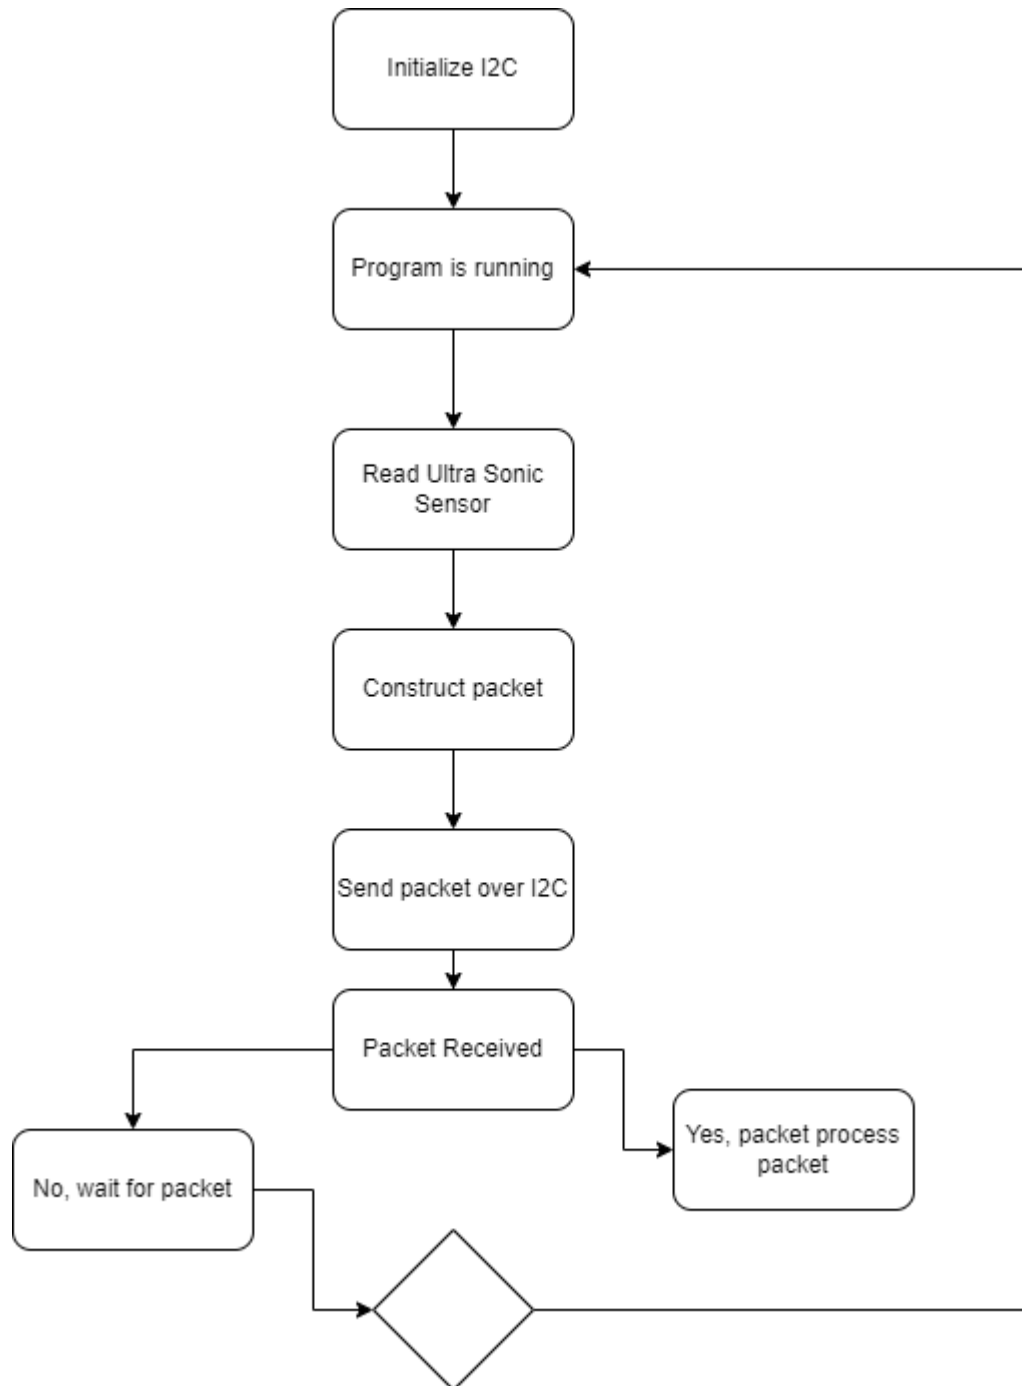 Initialize I2C
Program is running
Read Ultra Sonic
Sensor
Construct packet
Send packet over I2C
Packet Received
Yes, packet process
packet
No, wait for packet